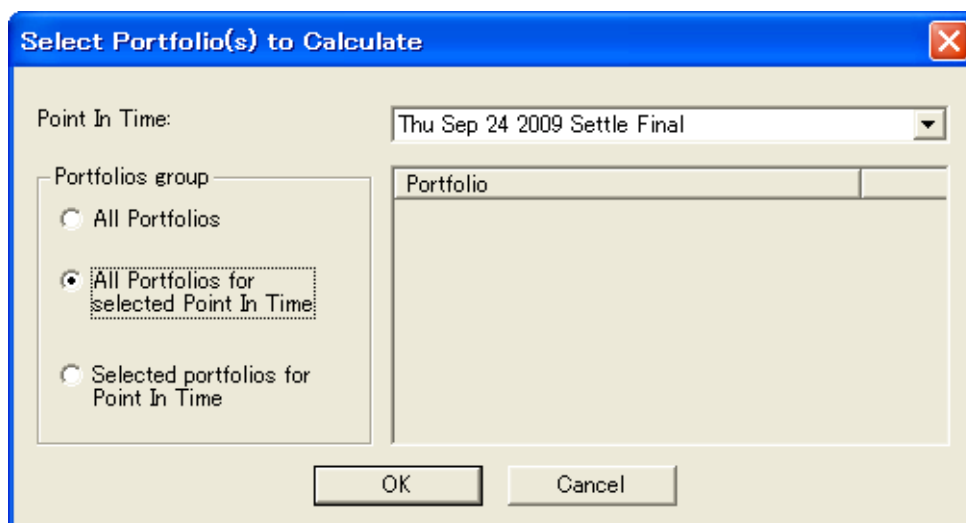 Select Portfolio(s) to Calculate
Point In Time:
Thu Sep 24 2009 Settle Final
Portfolios group
All Portfolios
All Portfolios for
selected Point In Time
Selected portfolios for
Point In Time
Portfolio
OK
Cancel